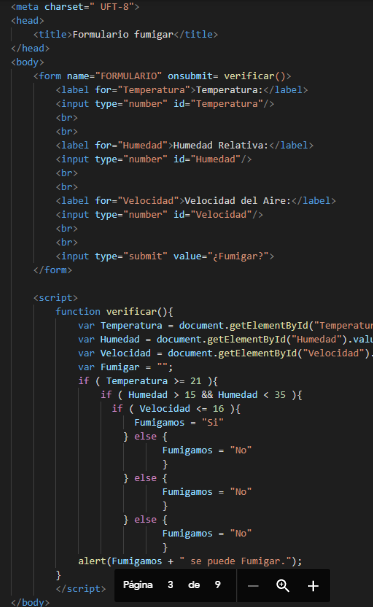 <meta charset=" UFT-8">
<head>
<title>Formulario fumigar</title>
</head>
<body>
<form name="FORMULARIO" onsubmit= verificar()>
<label for="Temperatura">Temperatura:</label>
<input type="number" id="Temperatura"/>
<br>
<br>
<label for="Humedad">Humedad Relativa:</label>
<input type="number" id="Humedad"/>
<br>
<br>
<label for="Velocidad">Velocidad del Aire:</label>
<input type="number" id="Velocidad"/>
<br>
<br>
<input type="submit" value="¿Fumigar?">
</form>
<script>
function verificar(){
var Temperatura = document.getElementById("Temperatur
var Humedad = document.getElementById("Humedad").valu
var Velocidad = document.getElementById("Velocidad").
var Fumigar = "";
if ( Temperatura >= 21 ){
if ( Humedad > 15 && Humedad < 35 ){
if ( Velocidad <= 16 ){
Fumigamos = "Si"
} else {
Fumigamos = "No"
}
} else {
Fumigamos = "No"
}
} else {
Fumigamos = "No"
}
alert(Fumigamos + " se puede Fumigar.");
}
</script>
</body>
Página 3 de 9